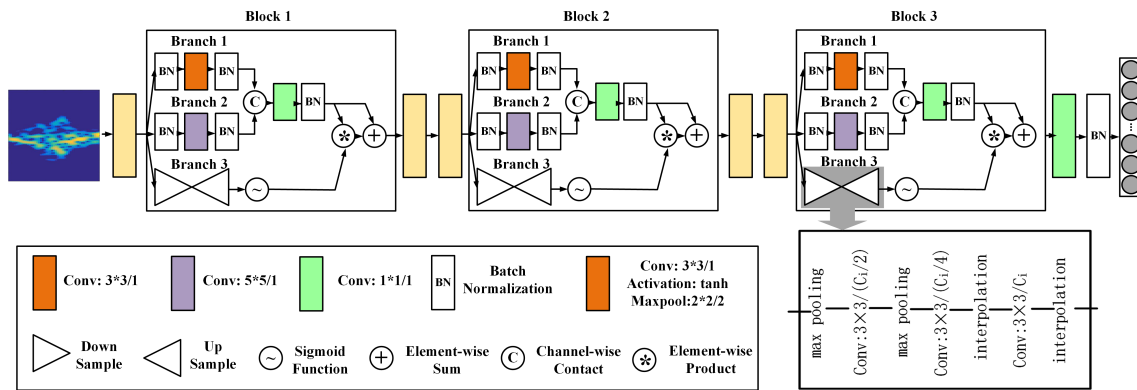 Block 1
Block 2
Block 3
Branch 1
BN
BN
Branch 2
BN
BN
C
BN
*
+
Branch 3
~
Branch 1
BN
BN
Branch 2
BN
BN
C
BN
*
+
Branch 3
~
Branch 1
BN
BN
Branch 2
BN
BN
C
BN
*
+
Branch 3
~
BN
...
Conv: 3*3/1
Conv: 5*5/1
Conv: 1*1/1
BN
Batch
Normalization
Conv: 3*3/1
Activation: tanh
Maxpool:2*2/2
Down
Sample
Up
Sample
~
Sigmoid
Function
+
Element-wise
Sum
C
Channel-wise
Contact
*
Element-wise
Product
max pooling
Conv:3×3/(Ci/2)
max pooling
Conv:3×3/(Ci/4)
interpolation
Conv:3×3/Ci
interpolation